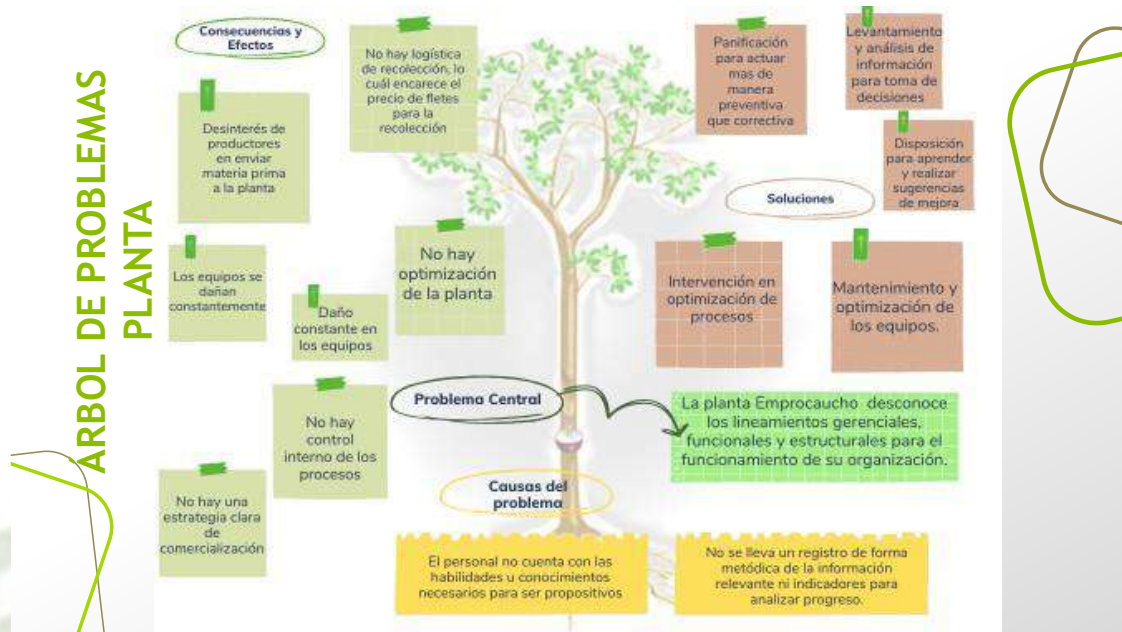 ÁRBOL DE PROBLEMAS
PLANTA
Consecuencias y
Efectos
No hay logística
de recolección, lo
cuál encarece el
precio de fletes
para la
recolección
Desinterés de
productores
en enviar
materia prima
a la planta
Los equipos se
dañan
constantemente
Daño
constante en
los equipos
No hay
optimización
de la planta
No hay
control
interno de los
procesos
No hay una
estrategia clara
de
comercialización
Panificación
para actuar
mas de
manera
preventiva
que correctiva
Levantamiento
y análisis de
información
para toma de
decisiones
Disposición
para aprender
y realizar
sugerencias
de mejora
Soluciones
Intervención en
optimización de
procesos
Mantenimiento y
optimización de
los equipos.
Problema Central
La planta Emprocaucho desconoce
los lineamientos gerenciales,
funcionales y estructurales para el
funcionamiento de su organización.
Causas del
problema
El personal no cuenta con las
habilidades u conocimientos
necesarios para ser propositivos
No se lleva un registro de forma
metódica de la información
relevante ni indicadores para
analizar progreso.